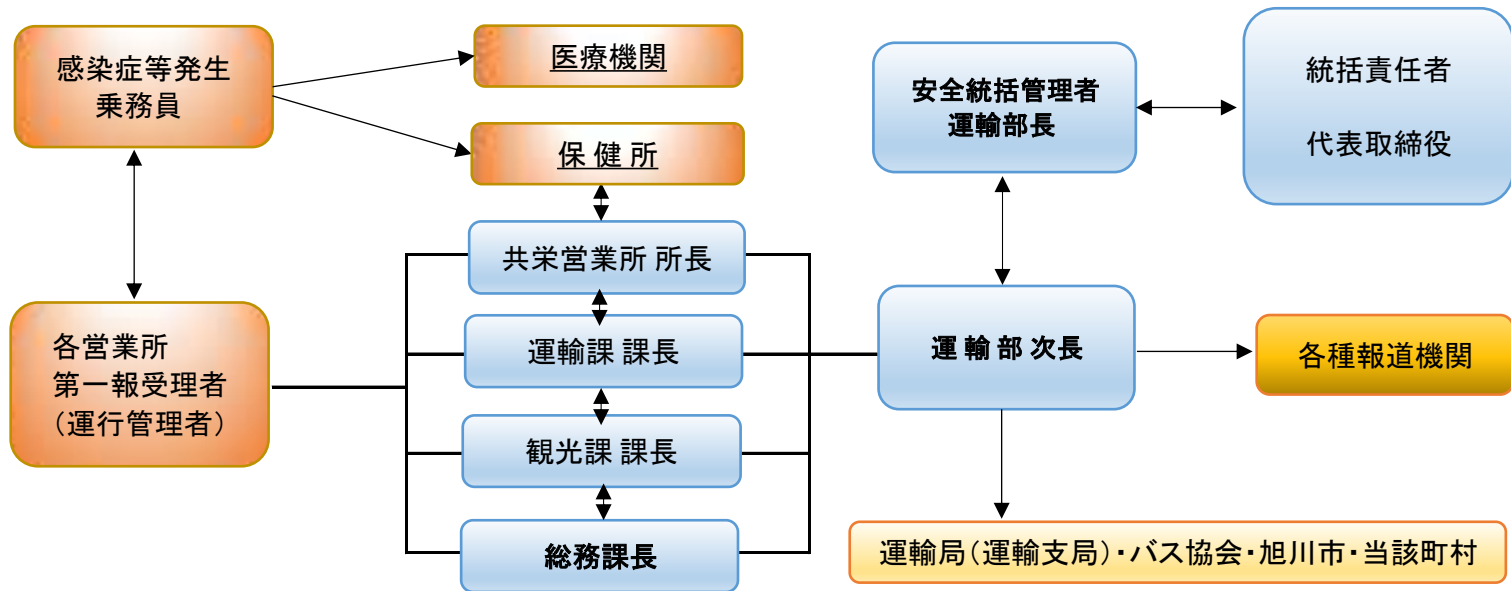 感染症等発生
乗務員
医療機関
保 健 所
安全統括管理者
運輸部長
統括責任者
代表取締役
各営業所
第一報受理者
（運行管理者）
共栄営業所 所長
運輸課 課長
観光課 課長
総務課長
運 輸 部 次長
各種報道機関
運輸局（運輸支局）・バス協会・旭川市・当該町村